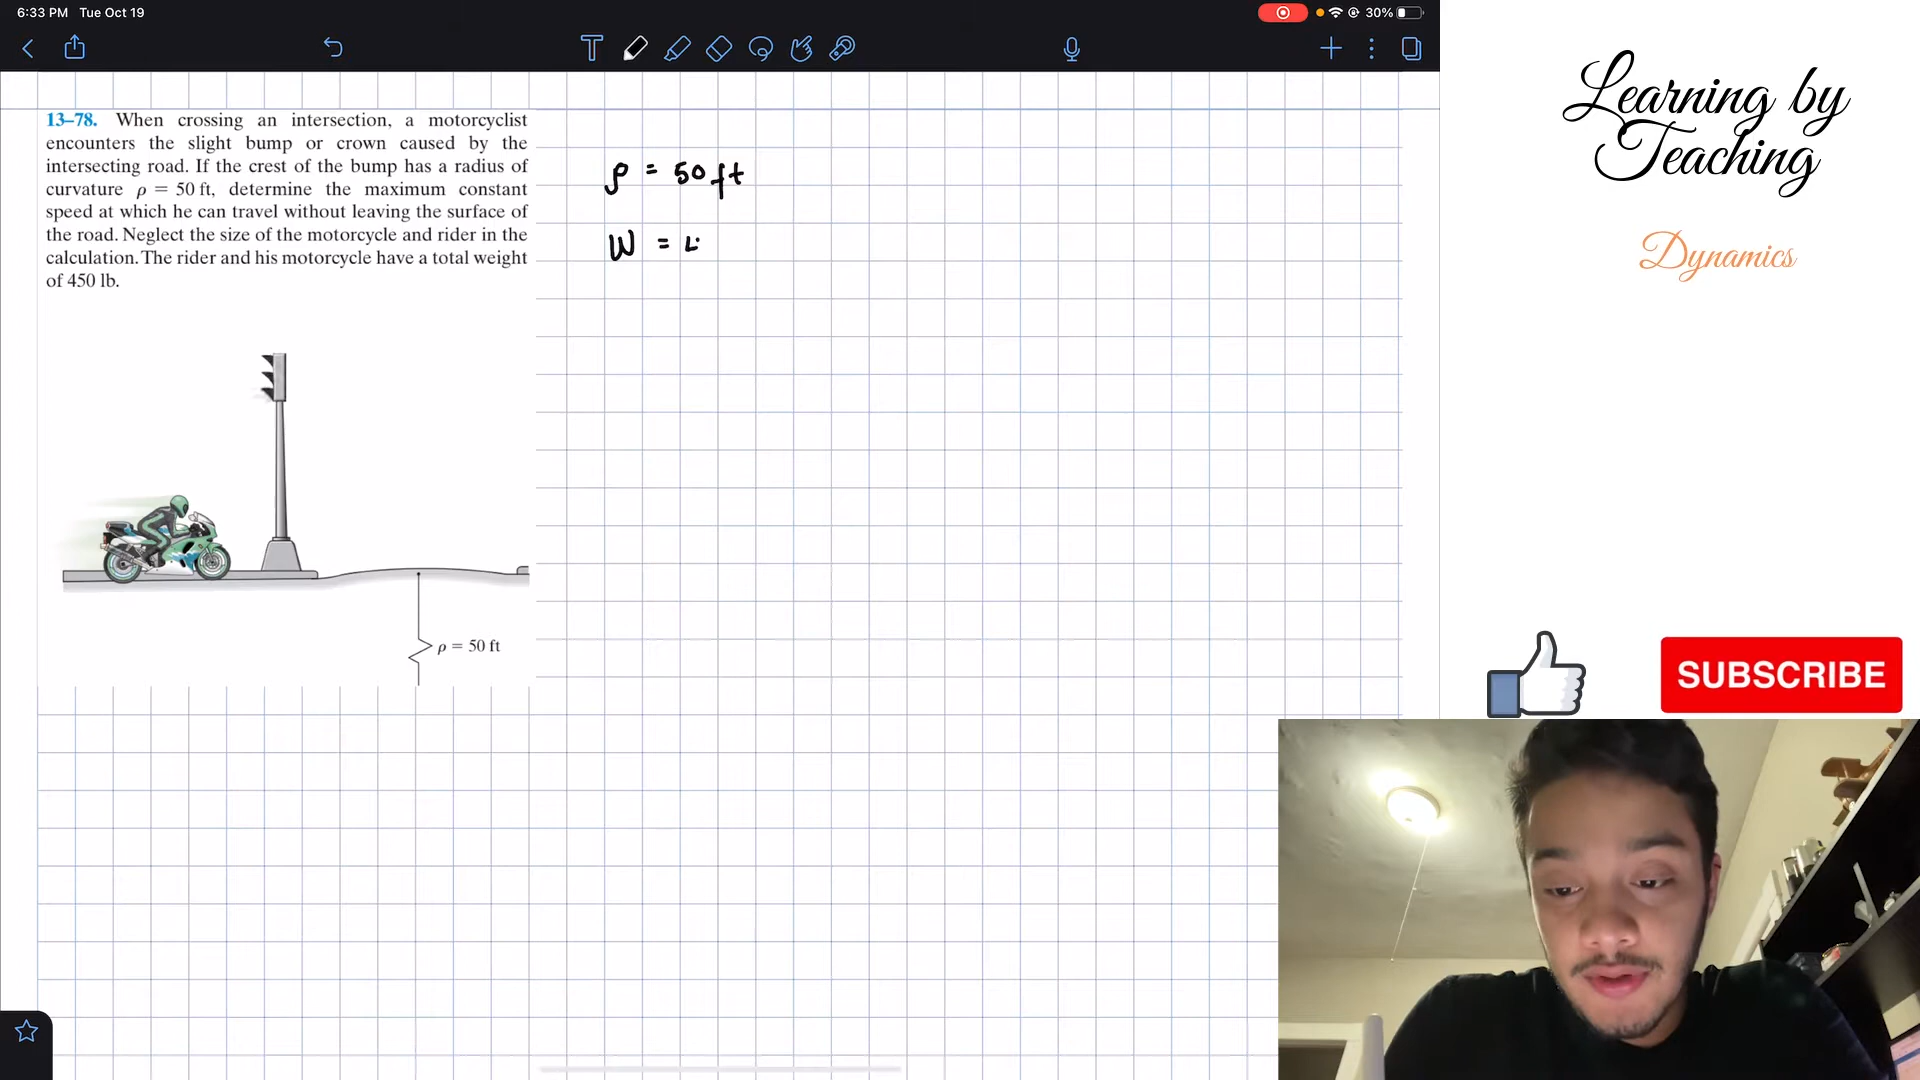 6:33 PM Tue Oct 19
30%
13–78. When crossing an intersection, a motorcyclist
encounters the slight bump or crown caused by the
intersecting road. If the crest of the bump has a radius of
curvature ρ = 50 ft, determine the maximum constant
speed at which he can travel without leaving the surface of
the road. Neglect the size of the motorcycle and rider in the
calculation. The rider and his motorcycle have a total weight
of 450 lb.
ρ = 50 ft
ρ = 50 ft
W =
Learning by
Teaching
Dynamics
SUBSCRIBE